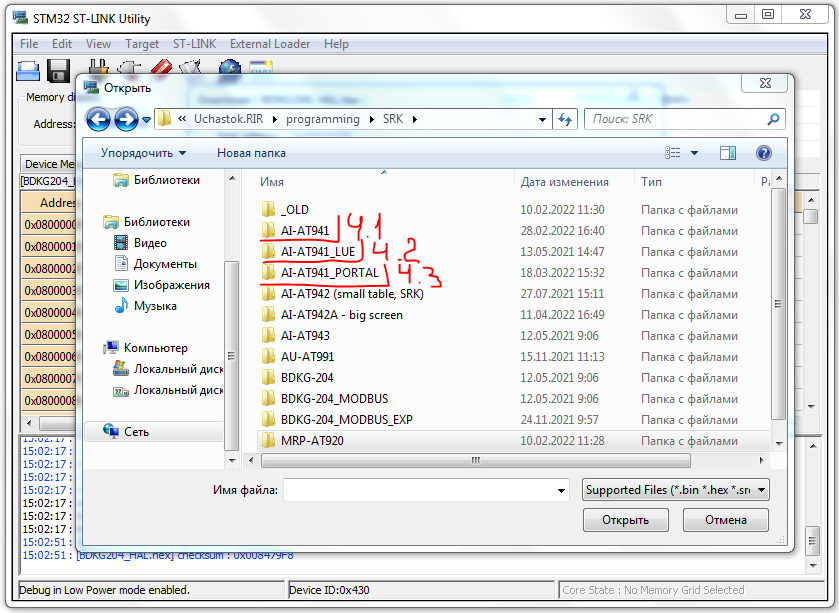 STM32 ST-LINK Utility
File Edit View Target ST-LINK External Loader Help
Открыть
Memory di
« Uchastok.RIR programming SRK Поиск: SRK
Address:
Упорядочить Новая папка
Device Me
[BDKG204_
Имя Дата изменения Тип Ра
Addres
Библиотеки _OLD 10.02.2022 11:30 Папка с файлами
0x0800000 AI-AT941 4.1 28.02.2022 16:40 Папка с файлами
Библиотеки
0x0800001 Видео AI-AT941_LUE 4.2 13.05.2021 14:47 Папка с файлами
0x0800002 Документы AI-AT941_PORTAL 4.3 18.03.2022 15:32 Папка с файлами
0x0800003 Изображения AI-AT942 (small table, SRK) 27.07.2021 15:11 Папка с файлами
0x0800004 Музыка AI-AT942A - big screen 11.04.2022 16:49 Папка с файлами
0x0800005 AI-AT943 12.05.2021 9:06 Папка с файлами
0x0800006 Компьютер AU-AT991 15.11.2021 11:13 Папка с файлами
0x0800007 Локальный диск BDKG-204 12.05.2021 9:06 Папка с файлами
0x0800008 Локальный диск BDKG-204_MODBUS 12.05.2021 9:06 Папка с файлами
BDKG-204_MODBUS_EXP 24.11.2021 9:57 Папка с файлами
Сеть MRP-AT920 10.02.2022 11:28 Папка с файлами
15:02:17 :
15:02:17 :
15:02:17 :
15:02:17 :
Имя файла: Supported Files (*.bin *.hex *.sre
15:02:17 :
15:02:17 :
15:02:17 :
Открыть Отмена
15:02:17 :
15:02:51 :
15:02:51 : [BDKG204_HAL.hex] checksum : 0x008479F8
Debug in Low Power mode enabled. Device ID:0x430 Core State : No Memory Grid Selected